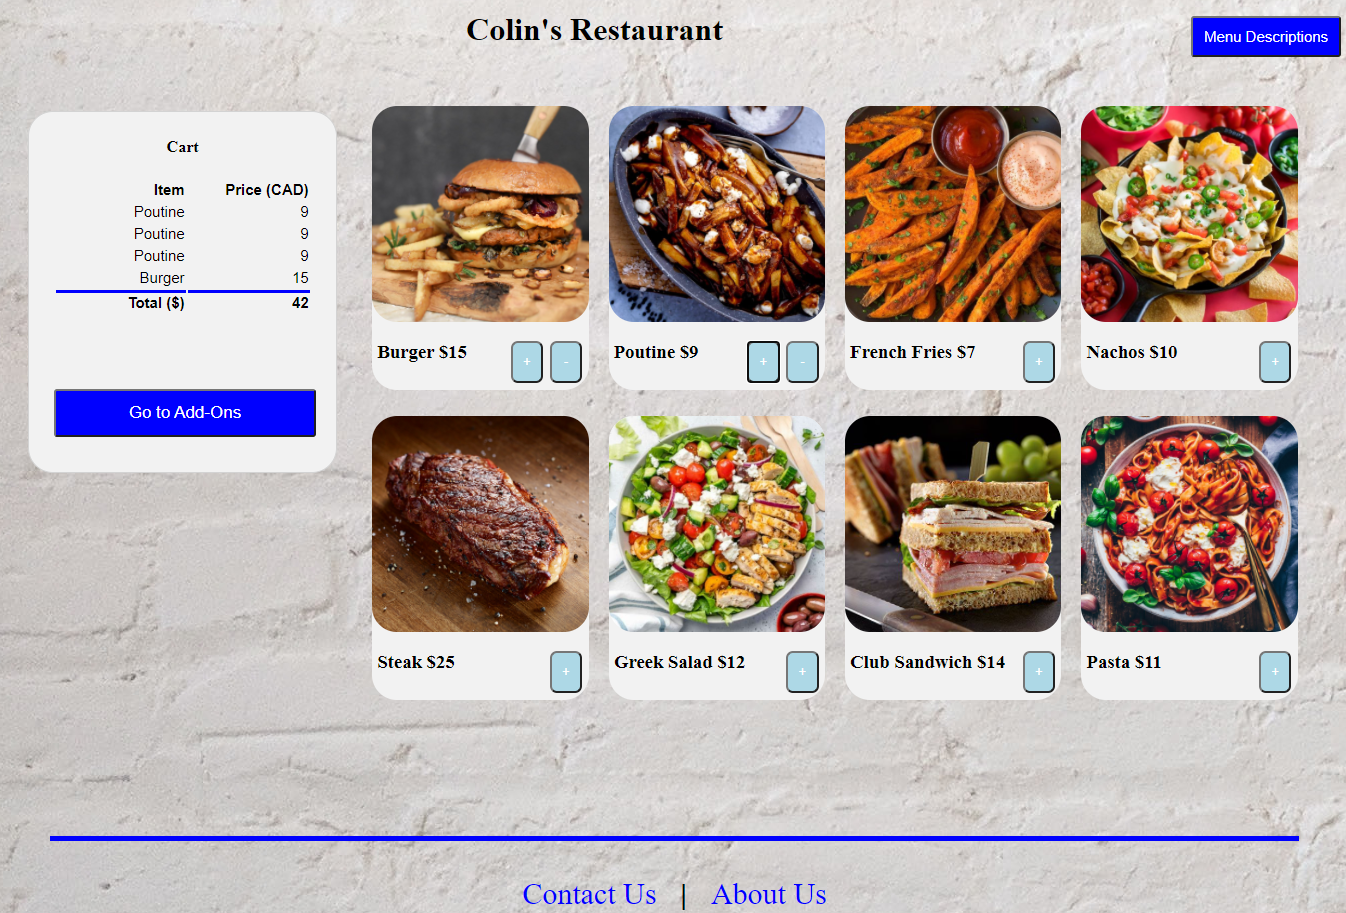 Colin's Restaurant
Menu Descriptions
Cart
Item Price (CAD)
Poutine 9
Poutine 9
Poutine 9
Burger 15
Total ($) 42
Go to Add-Ons
Burger $15 + -
Poutine $9 + -
French Fries $7 +
Nachos $10 +
Steak $25 +
Greek Salad $12 +
Club Sandwich $14 +
Pasta $11 +
Contact Us | About Us